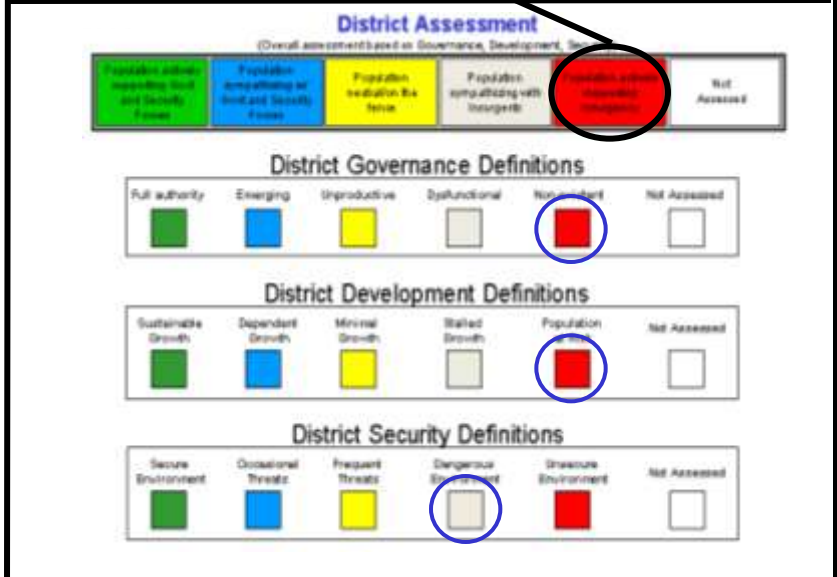 District Assessment
(Overall assessment based on Governance, Development, Security)
Population actively supporting Govt and Security Forces
Population sympathizing w/ Govt and Security Forces
Population neutral/on the fence
Population sympathizing with Insurgents
Population actively supporting
Not Assessed
District Governance Definitions
Full authority Emerging Unproductive Dysfunctional Non-existent Not Assessed
District Development Definitions
Sustainable Dependent Minimal Stalled Population
Growth Growth Growth Growth at Risk Not Assessed
District Security Definitions
Secure Occasional Frequent Dangerous Unsecure
Environment Threats Threats Environment Environment Not Assessed